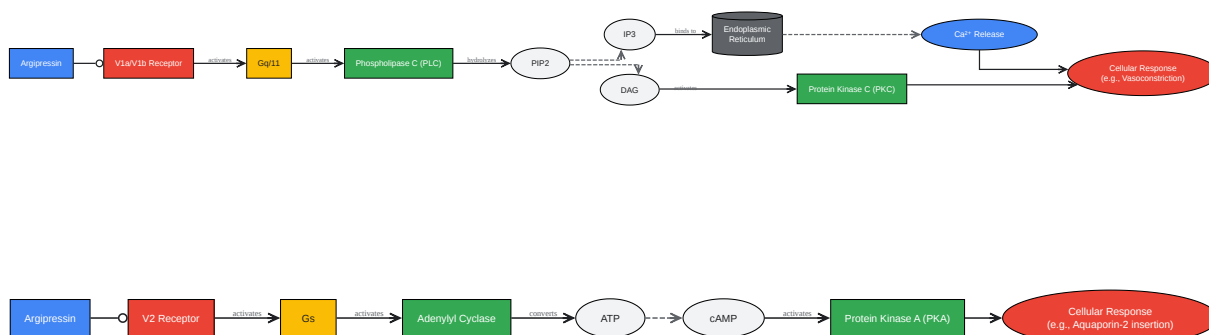 IP3
binds to
Endoplasmic
Reticulum
Ca²⁺ Release
Argipressin
V1a/V1b Receptor
activates
Gq/11
activates
Phospholipase C (PLC)
hydrolyzes
PIP2
Cellular Response
(e.g., Vasoconstriction)
DAG
activates
Protein Kinase C (PKC)
Argipressin
V2 Receptor
activates
Gs
activates
Adenylyl Cyclase
converts
ATP
cAMP
activates
Protein Kinase A (PKA)
Cellular Response
(e.g., Aquaporin-2 insertion)